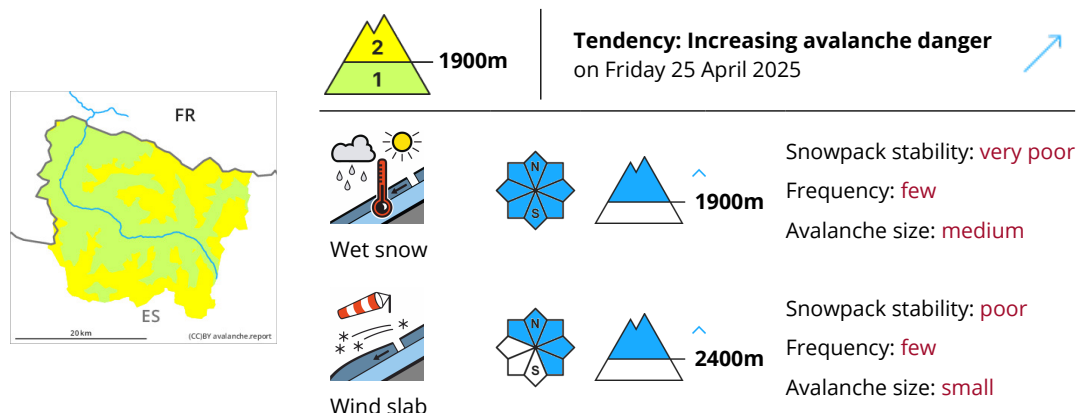 2
1
1900m
Tendency: Increasing avalanche danger
on Friday 25 April 2025
FR
ES
20 km
(CC)BY avalanche.report
Wet snow
N
S
1900m
Snowpack stability: very poor
Frequency: few
Avalanche size: medium
Wind slab
N
S
2400m
Snowpack stability: poor
Frequency: few
Avalanche size: small